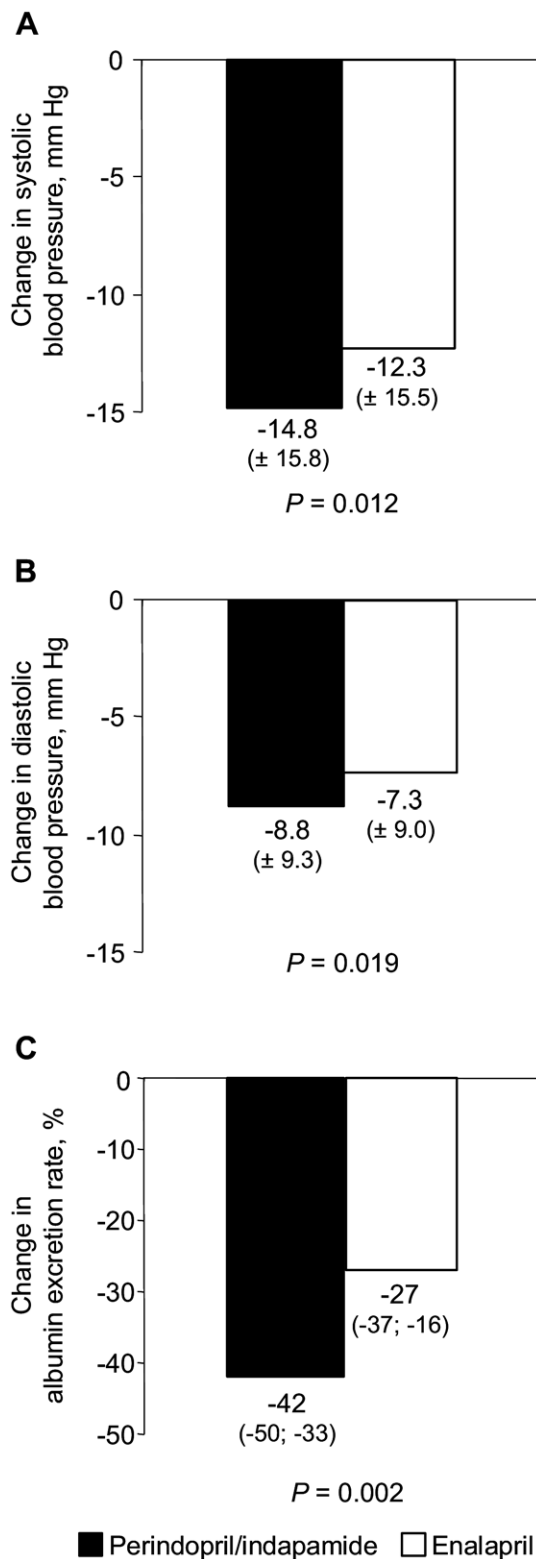 A
Change in systolic
blood pressure, mm Hg
0
-5
-10
-15
-14.8
(± 15.8)
-12.3
(± 15.5)
P = 0.012
B
Change in diastolic
blood pressure, mm Hg
0
-5
-10
-15
-8.8
(± 9.3)
-7.3
(± 9.0)
P = 0.019
C
Change in
albumin excretion rate, %
0
-10
-20
-30
-40
-50
-42
(-50; -33)
-27
(-37; -16)
P = 0.002
Perindopril/indapamide Enalapril